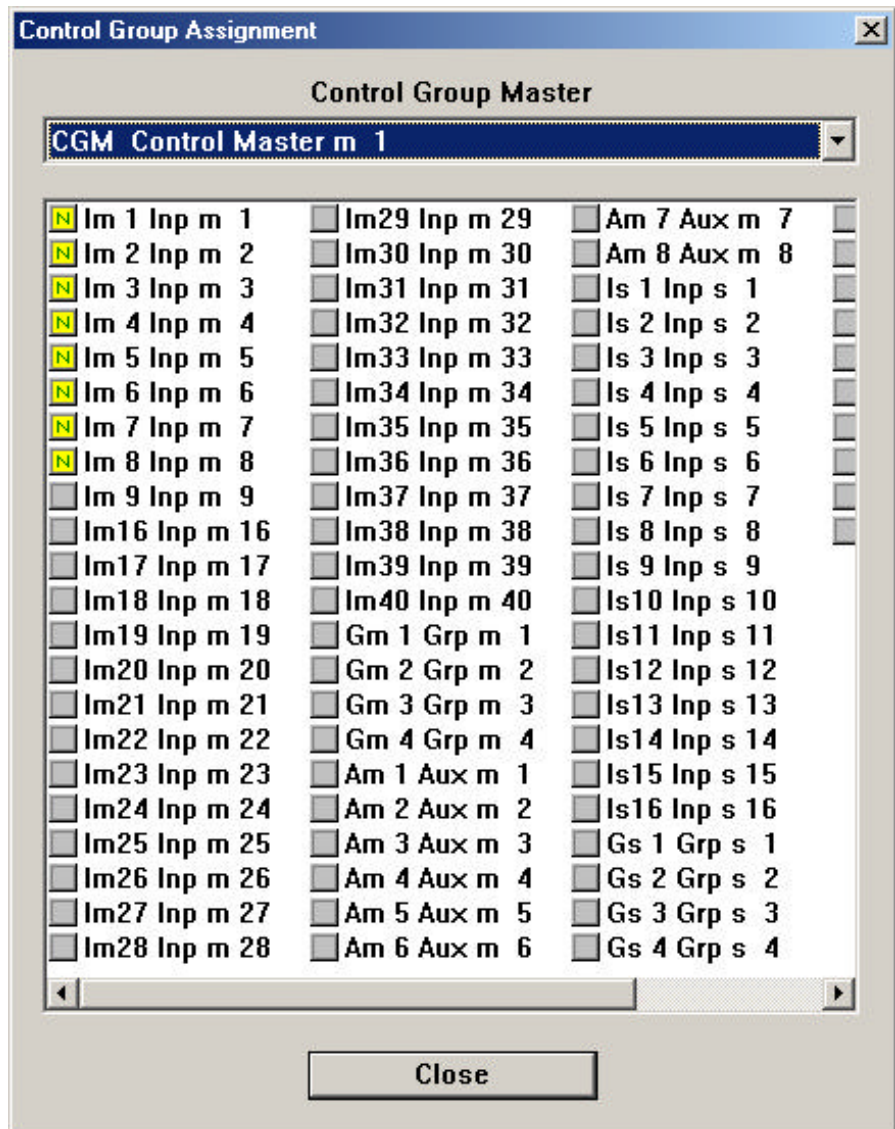 Control Group Assignment
Control Group Master
CGM Control Master m 1
N Im 1 Inp m 1
N Im 2 Inp m 2
N Im 3 Inp m 3
N Im 4 Inp m 4
N Im 5 Inp m 5
N Im 6 Inp m 6
N Im 7 Inp m 7
N Im 8 Inp m 8
Im 9 Inp m 9
Im16 Inp m 16
Im17 Inp m 17
Im18 Inp m 18
Im19 Inp m 19
Im20 Inp m 20
Im21 Inp m 21
Im22 Inp m 22
Im23 Inp m 23
Im24 Inp m 24
Im25 Inp m 25
Im26 Inp m 26
Im27 Inp m 27
Im28 Inp m 28
Im29 Inp m 29
Im30 Inp m 30
Im31 Inp m 31
Im32 Inp m 32
Im33 Inp m 33
Im34 Inp m 34
Im35 Inp m 35
Im36 Inp m 36
Im37 Inp m 37
Im38 Inp m 38
Im39 Inp m 39
Im40 Inp m 40
Gm 1 Grp m 1
Gm 2 Grp m 2
Gm 3 Grp m 3
Gm 4 Grp m 4
Am 1 Aux m 1
Am 2 Aux m 2
Am 3 Aux m 3
Am 4 Aux m 4
Am 5 Aux m 5
Am 6 Aux m 6
Am 7 Aux m 7
Am 8 Aux m 8
Is 1 Inp s 1
Is 2 Inp s 2
Is 3 Inp s 3
Is 4 Inp s 4
Is 5 Inp s 5
Is 6 Inp s 6
Is 7 Inp s 7
Is 8 Inp s 8
Is 9 Inp s 9
Is10 Inp s 10
Is11 Inp s 11
Is12 Inp s 12
Is13 Inp s 13
Is14 Inp s 14
Is15 Inp s 15
Is16 Inp s 16
Gs 1 Grp s 1
Gs 2 Grp s 2
Gs 3 Grp s 3
Gs 4 Grp s 4
Close